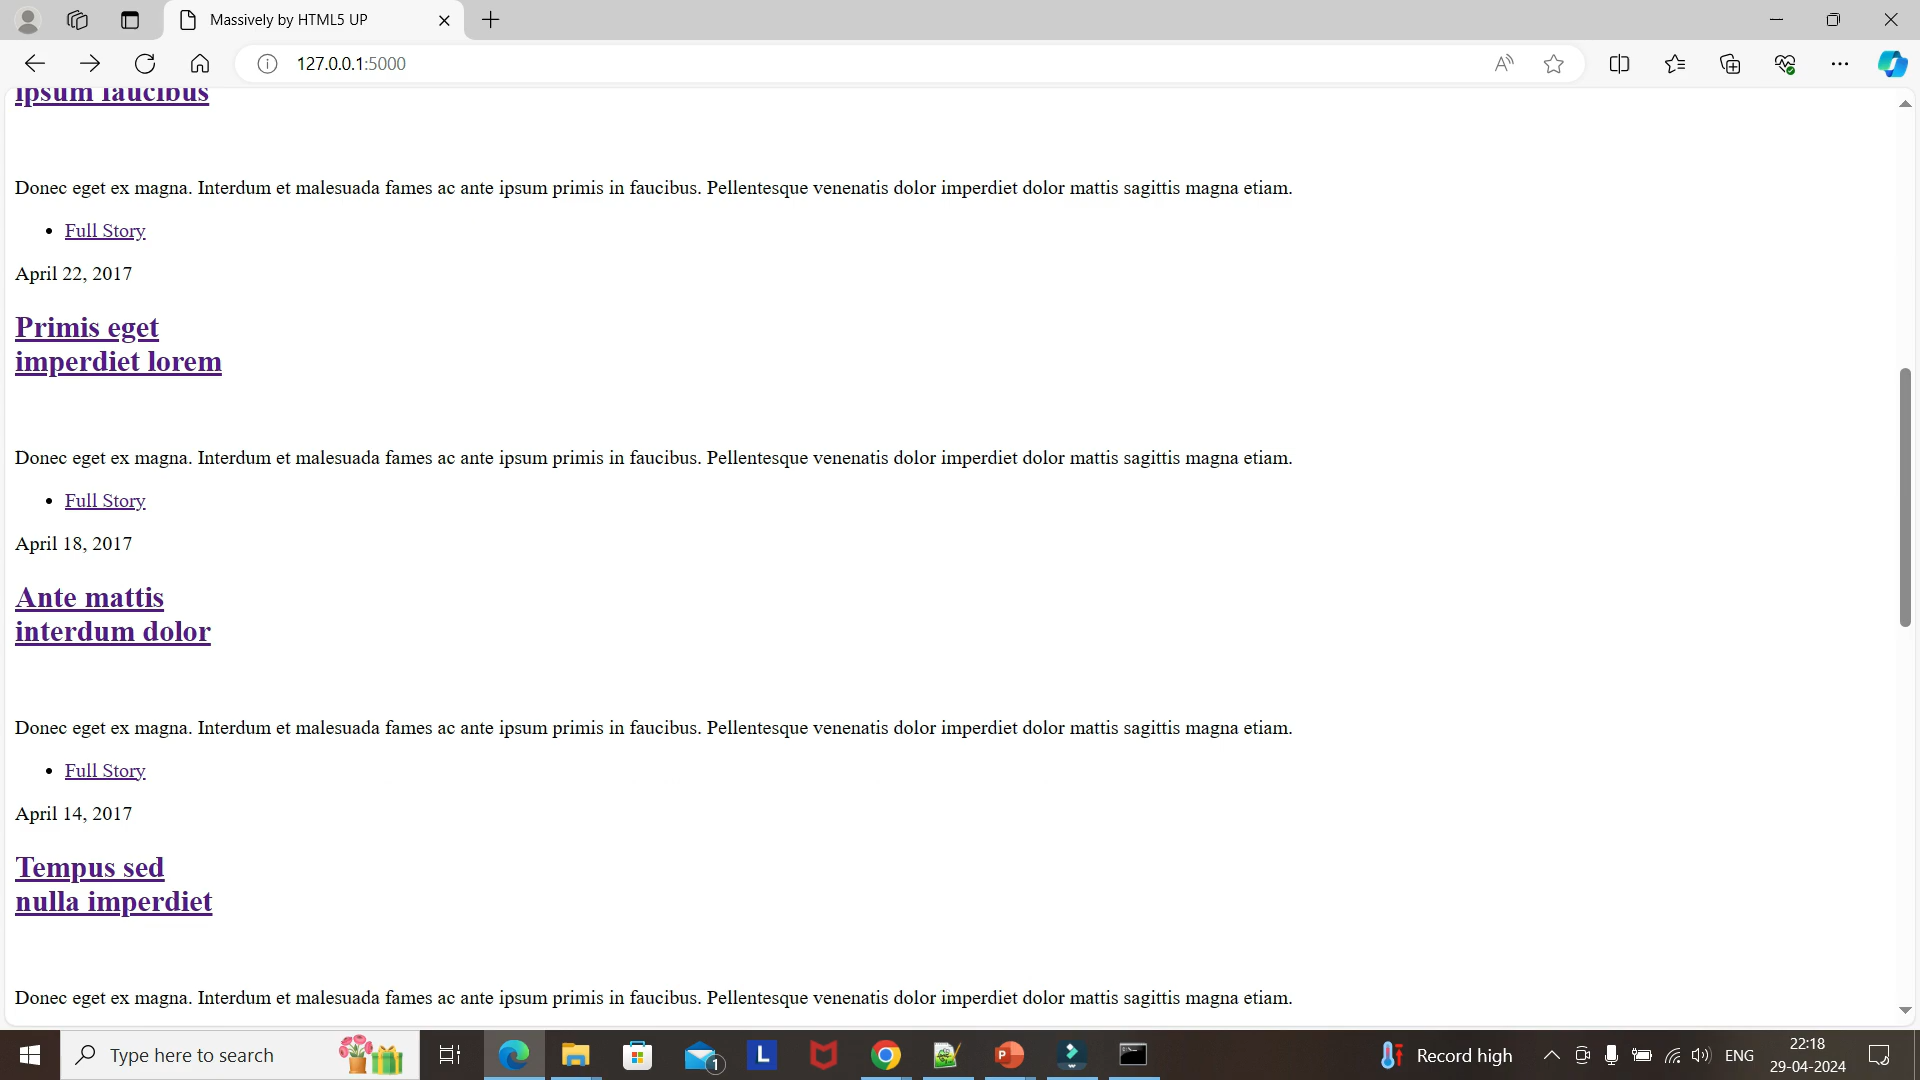 Massively by HTML5 UP
127.0.0.1:5000
ipsum faucibus
Donec eget ex magna. Interdum et malesuada fames ac ante ipsum primis in faucibus. Pellentesque venenatis dolor imperdiet dolor mattis sagittis magna etiam.
Full Story
April 22, 2017
Primis eget
imperdiet lorem
Donec eget ex magna. Interdum et malesuada fames ac ante ipsum primis in faucibus. Pellentesque venenatis dolor imperdiet dolor mattis sagittis magna etiam.
Full Story
April 18, 2017
Ante mattis
interdum dolor
Donec eget ex magna. Interdum et malesuada fames ac ante ipsum primis in faucibus. Pellentesque venenatis dolor imperdiet dolor mattis sagittis magna etiam.
Full Story
April 14, 2017
Tempus sed
nulla imperdiet
Donec eget ex magna. Interdum et malesuada fames ac ante ipsum primis in faucibus. Pellentesque venenatis dolor imperdiet dolor mattis sagittis magna etiam.
Type here to search
1
L
P
Record high
ENG
22:18
29-04-2024